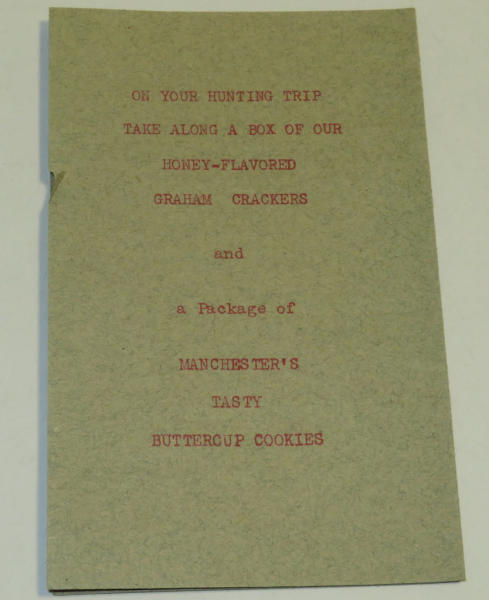 ON YOUR HUNTING TRIP
TAKE ALONG A BOX OF OUR
HONEY-FLAVORED
GRAHAM CRACKERS
and
a Package of
MANCHESTER'S
TASTY
BUTTERCUP COOKIES